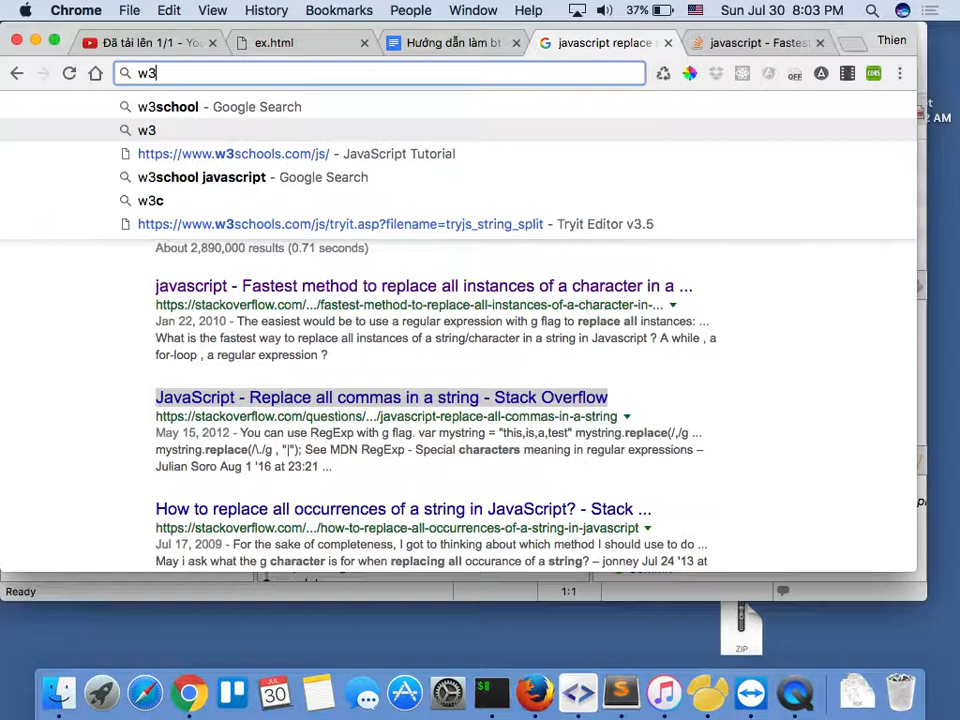 Chrome File Edit View History Bookmarks People Window Help 37% Sun Jul 30 8:03 PM
Đã tải lên 1/1 - Yo
ex.html
Hướng dẫn làm bt
javascript replace
javascript - Fastes
Thien
w3
OFF
w3school - Google Search
w3
https://www.w3schools.com/js/ - JavaScript Tutorial
w3school javascript - Google Search
w3c
https://www.w3schools.com/js/tryit.asp?filename=tryjs_string_split - Tryit Editor v3.5
2 AM
About 2,890,000 results (0.71 seconds)
javascript - Fastest method to replace all instances of a character in a ...
https://stackoverflow.com/.../fastest-method-to-replace-all-instances-of-a-character-in-...
Jan 22, 2010 - The easiest would be to use a regular expression with g flag to replace all instances: ...
What is the fastest way to replace all instances of a string/character in a string in Javascript ? A while , a
for-loop , a regular expression ?
JavaScript - Replace all commas in a string - Stack Overflow
https://stackoverflow.com/questions/.../javascript-replace-all-commas-in-a-string
May 15, 2012 - You can use RegExp with g flag. var mystring = "this,is,a,test" mystring.replace(/,/g ...
mystring.replace(/\./g , "|"); See MDN RegExp - Special characters meaning in regular expressions –
Julian Soro Aug 1 '16 at 23:21 ...
How to replace all occurrences of a string in JavaScript? - Stack ...
https://stackoverflow.com/.../how-to-replace-all-occurrences-of-a-string-in-javascript
Jul 17, 2009 - For the sake of completeness, I got to thinking about which method I should use to do ...
May i ask what the g character is for when replacing all occurance of a string? – jonney Jul 24 '13 at
Ready
1:1
ZIP
JUL
30